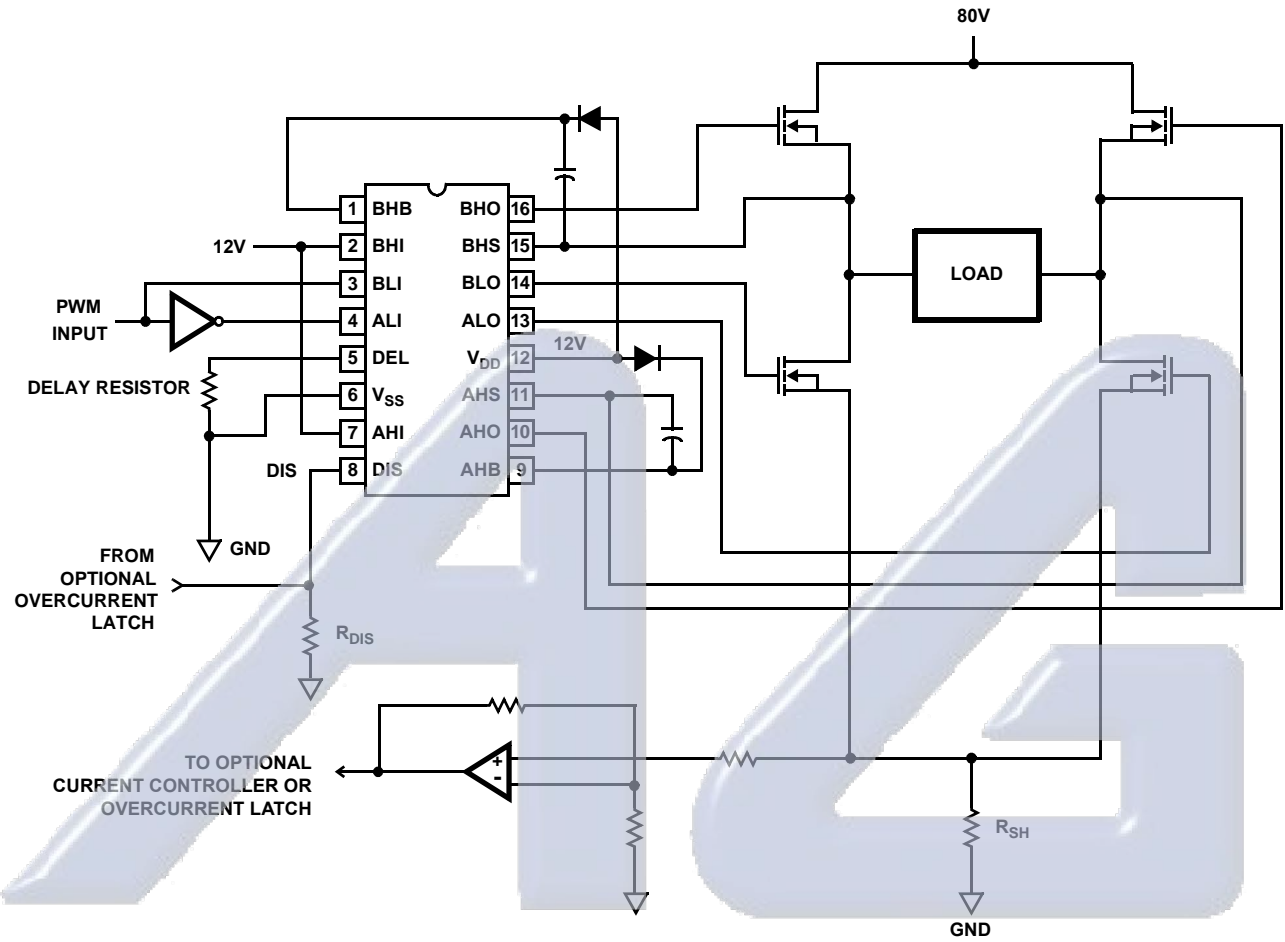 80V
1 BHB
BHO 16
12V
2 BHI
BHS 15
3 BLI
BLO 14
PWM
INPUT
4 ALI
ALO 13
LOAD
5 DEL
VDD 12
12V
DELAY RESISTOR
6 VSS
AHS 11
7 AHI
AHO 10
DIS
8 DIS
AHB 9
GND
FROM
OPTIONAL
OVERCURRENT
LATCH
RDIS
TO OPTIONAL
CURRENT CONTROLLER OR
OVERCURRENT LATCH
+
-
RSH
GND
AG